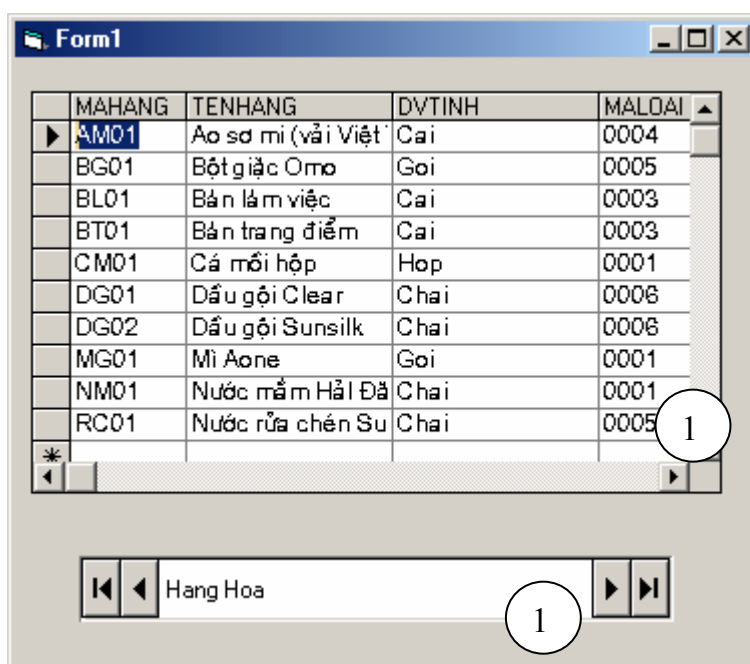 Form1
MAHANG TENHANG DVTINH MALOAI
AM01 Ao sơ mi (vải Việt Cai 0004
BG01 Bột giặc Omo Goi 0005
BL01 Bàn làm việc Cai 0003
BT01 Bàn trang điểm Cai 0003
CM01 Cá mồi hộp Hop 0001
DG01 Dầu gội Clear Chai 0006
DG02 Dầu gội Sunsilk Chai 0006
MG01 Mì Aone Goi 0001
NM01 Nước mắm Hải Đă Chai 0001
RC01 Nước rửa chén Su Chai 0005
1
Hang Hoa
1